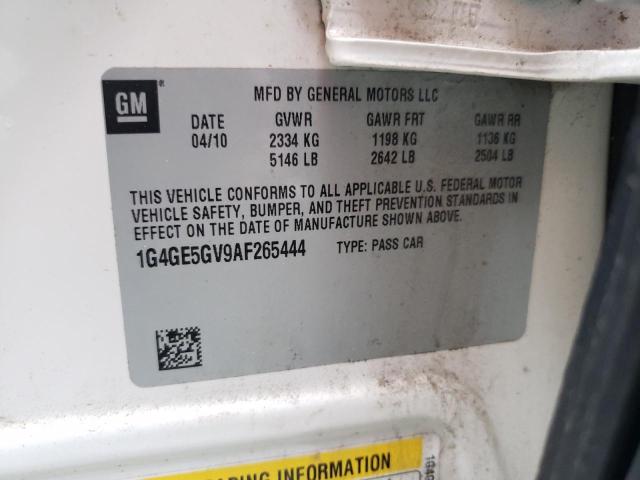 GM
MFD BY GENERAL MOTORS LLC
DATE GVWR GAWR FRT GAWR RR
04/10 2334 KG 1198 KG 1136 KG
5146 LB 2642 LB 2504 LB
THIS VEHICLE CONFORMS TO ALL APPLICABLE U.S. FEDERAL MOTOR
VEHICLE SAFETY, BUMPER, AND THEFT PREVENTION STANDARDS IN
EFFECT ON THE DATE OF MANUFACTURE SHOWN ABOVE.
1G4GE5GV9AF265444 TYPE: PASS CAR
INFORMATION